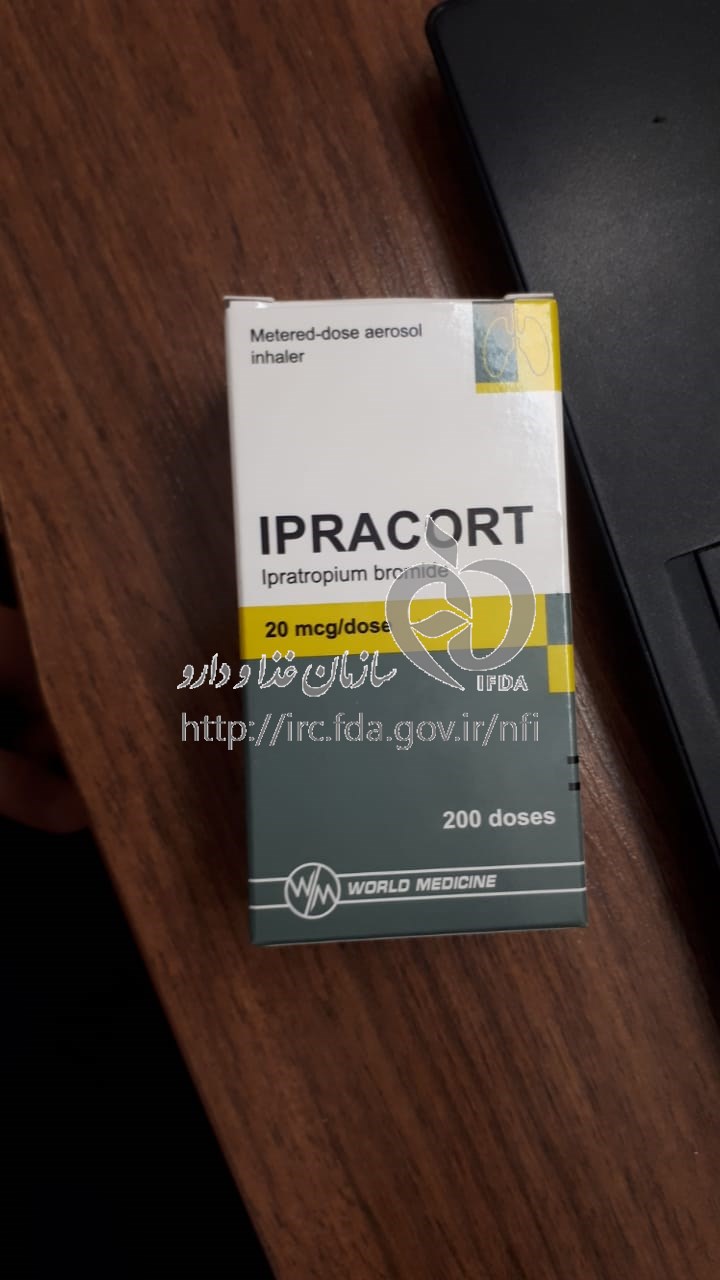 Metered-dose aerosol
inhaler
IPRACORT
Ipratropium bromide
20 mcg/dose
سازمان غذا و دارو
IFDA
http://irc.fda.gov.ir/nfi
200 doses
WM WORLD MEDICINE